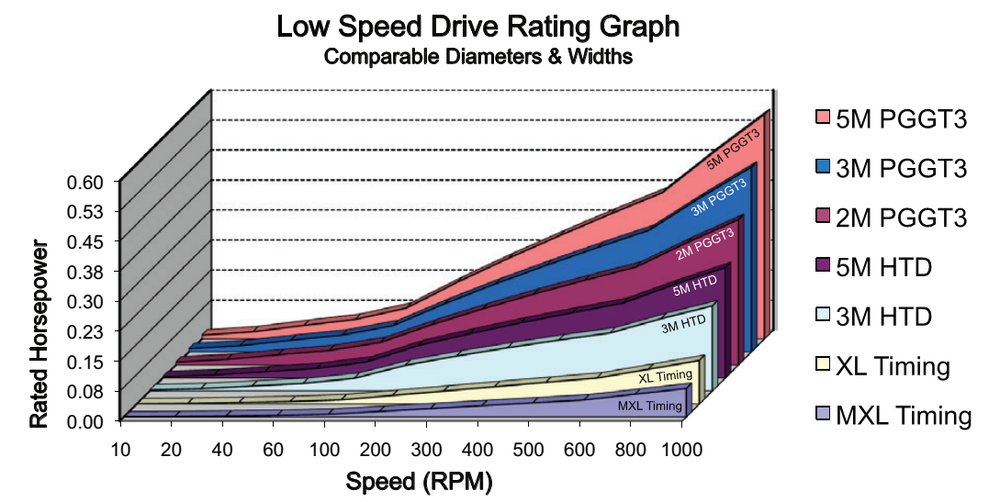 Low Speed Drive Rating Graph
Comparable Diameters & Widths
Rated Horsepower
0.60
0.53
0.45
0.38
0.30
0.23
0.15
0.08
0.00
5M PGGT3
3M PGGT3
2M PGGT3
5M HTD
3M HTD
XL Timing
MXL Timing
10 20 40 60 100 200 300 400 500 600 800 1000
Speed (RPM)
5M PGGT3
3M PGGT3
2M PGGT3
5M HTD
3M HTD
XL Timing
MXL Timing